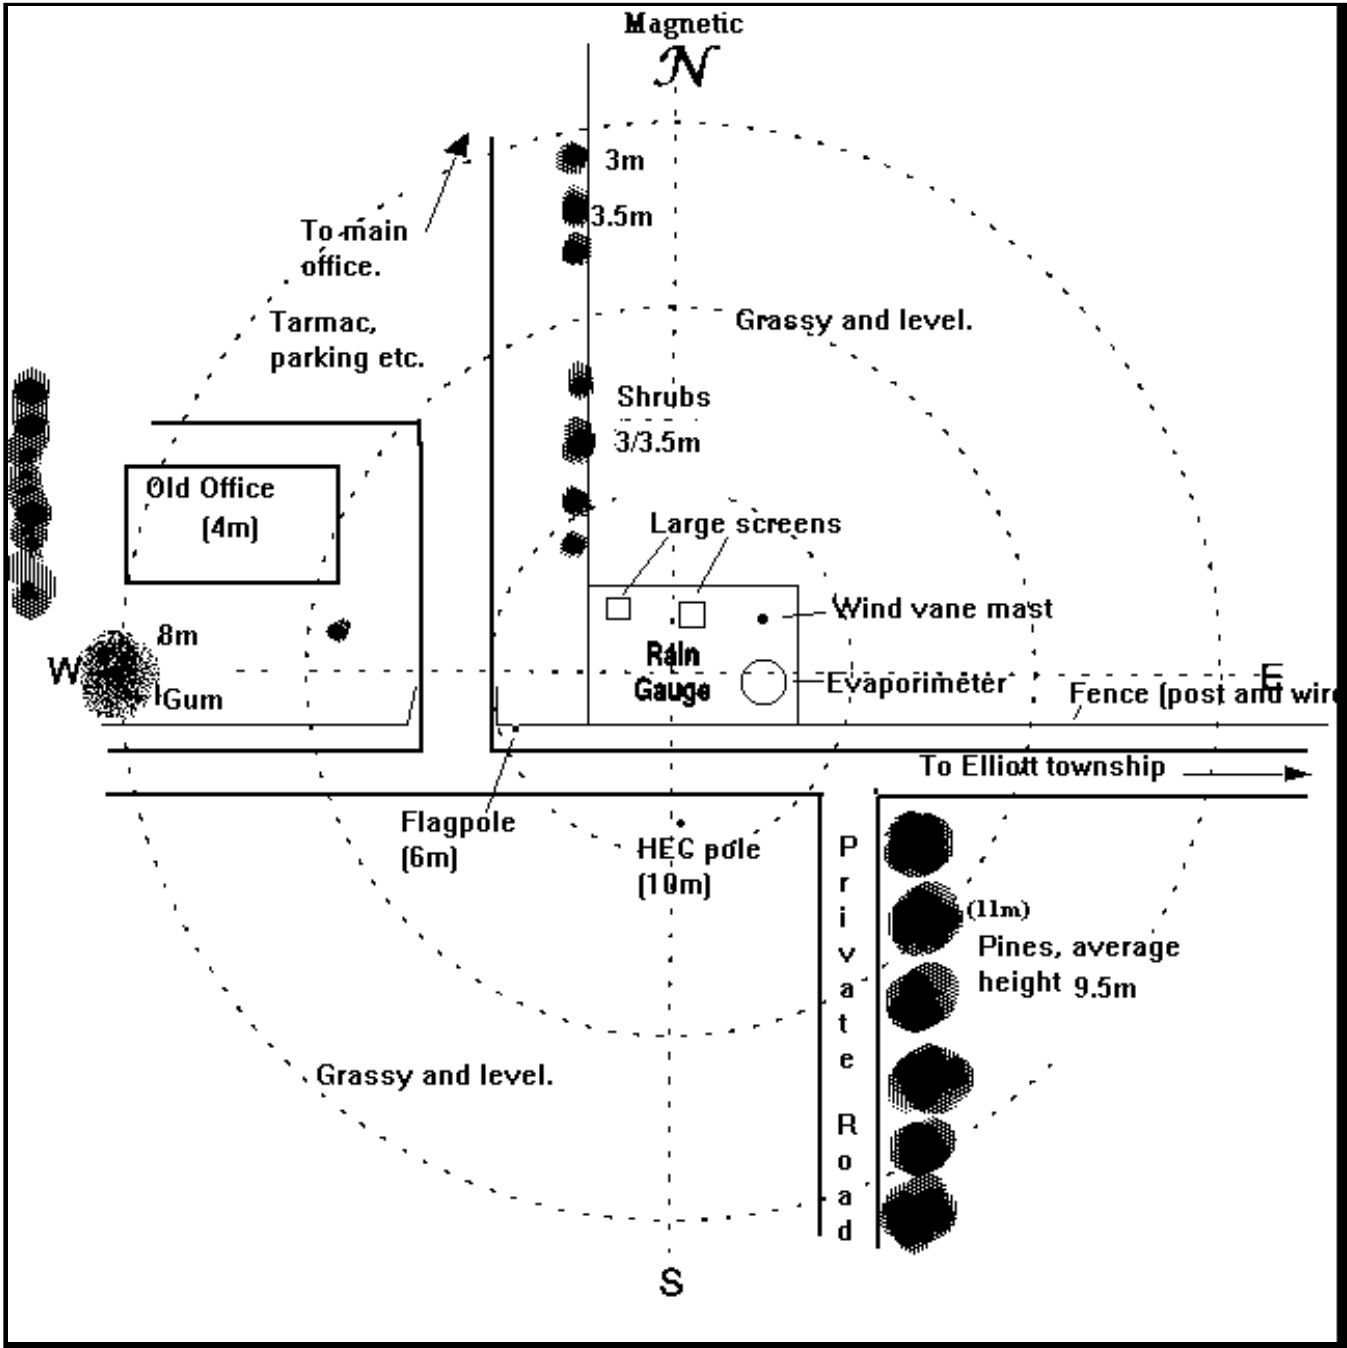 Magnetic
N
3m
3.5m
To main
office.
Tarmac,
parking etc.
Grassy and level.
Shrubs
3/3.5m
Old Office
(4m)
Large screens
Wind vane mast
8m
W
Gum
Rain
Gauge
Evaporimeter
E
Fence (post and wire
To Elliott township
Flagpole
(6m)
HEC pole
(10m)
Private Road
(11m)
Pines, average
height 9.5m
Grassy and level.
S